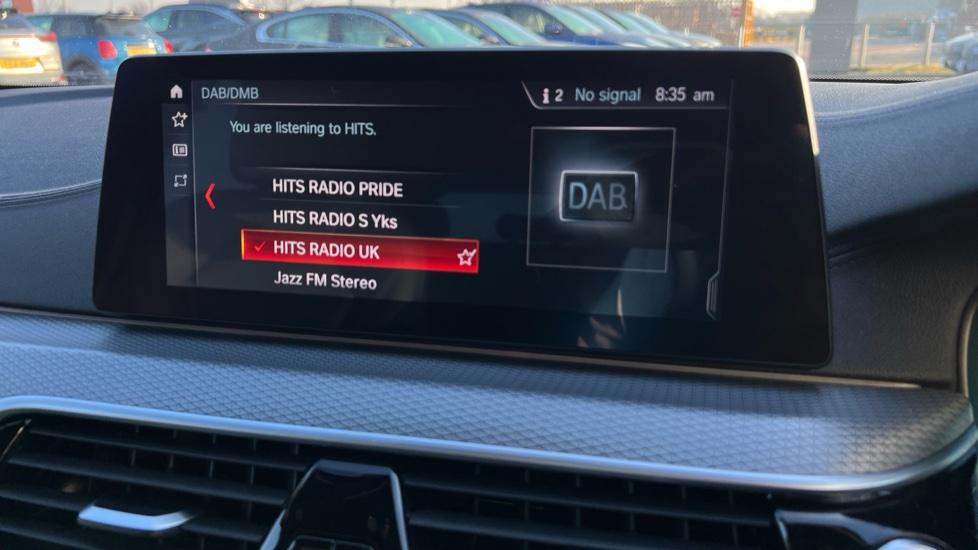 DAB/DMB
2 No signal 8:35 am
You are listening to HITS.
HITS RADIO PRIDE
HITS RADIO S Yks
HITS RADIO UK
Jazz FM Stereo
DAB